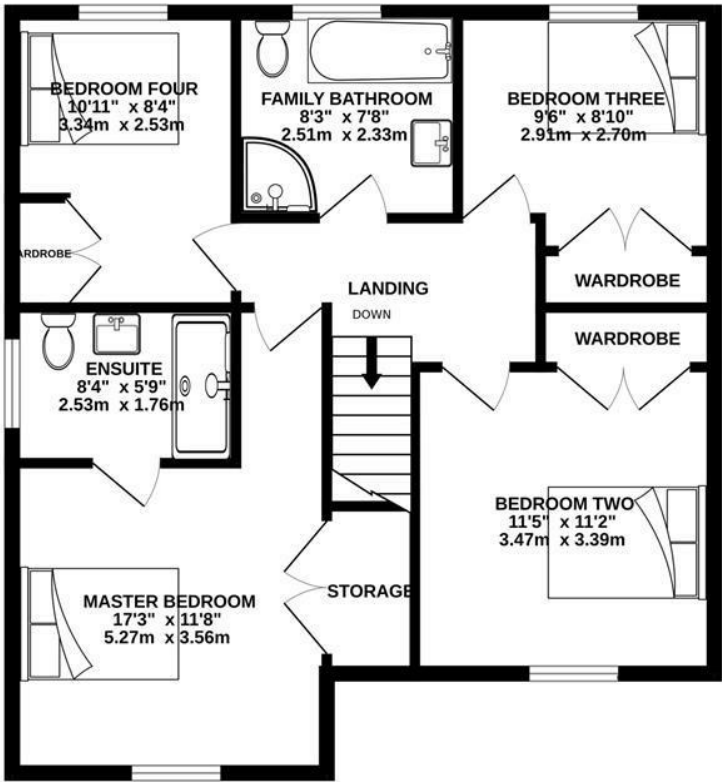 BEDROOM FOUR
10'11" x 8'4"
3.34m x 2.53m
FAMILY BATHROOM
8'3" x 7'8"
2.51m x 2.33m
BEDROOM THREE
9'6" x 8'10"
2.91m x 2.70m
ARDROBE
LANDING
DOWN
WARDROBE
WARDROBE
ENSUITE
8'4" x 5'9"
2.53m x 1.76m
BEDROOM TWO
11'5" x 11'2"
3.47m x 3.39m
MASTER BEDROOM
17'3" x 11'8"
5.27m x 3.56m
STORAGE